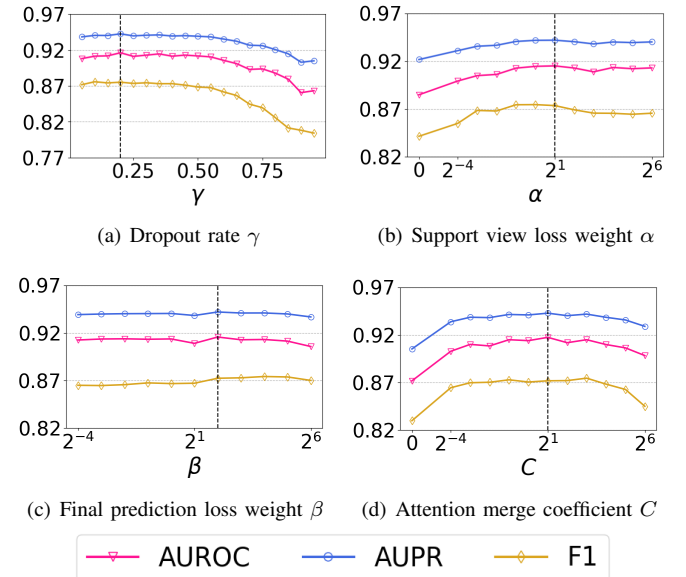 0.97
0.92
0.87
0.82
0.77
0.25 0.50 0.75
γ
(a) Dropout rate γ
0.97
0.92
0.87
0.82
0 2⁻⁴ 2¹ 2⁶
α
(b) Support view loss weight α
0.97
0.92
0.87
0.82
2⁻⁴ 2¹ 2⁶
β
(c) Final prediction loss weight β
0.97
0.92
0.87
0.82
0 2⁻⁴ 2¹ 2⁶
C
(d) Attention merge coefficient C
AUROC AUPR F1